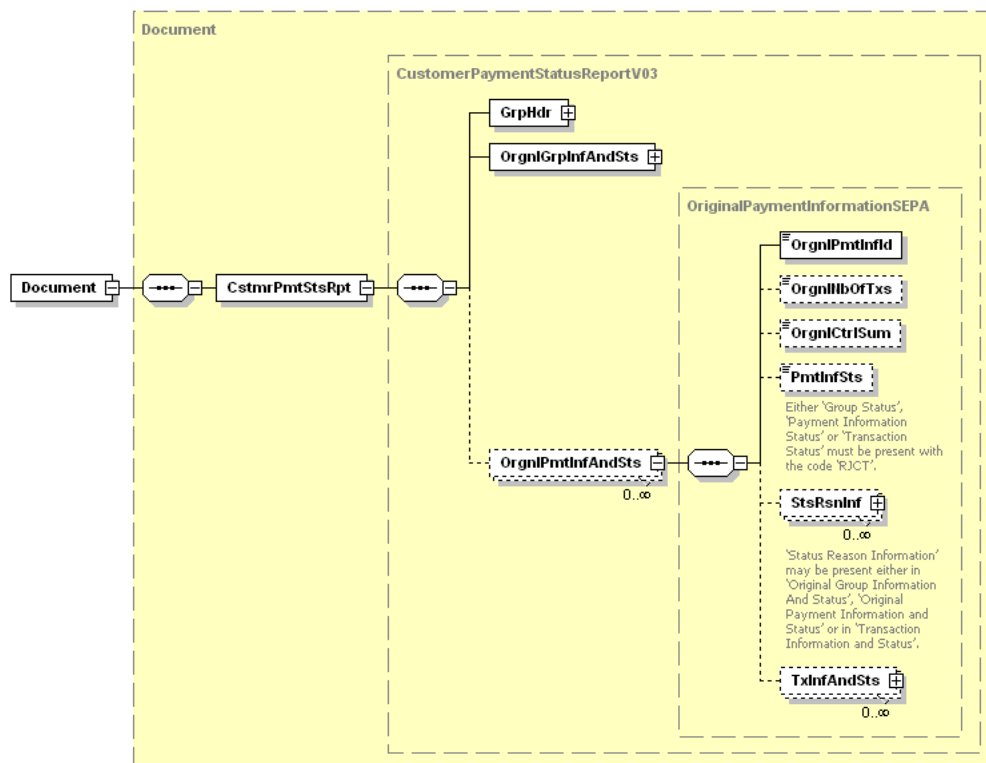 Document
CustomerPaymentStatusReportV03
GrpHdr
OrgnlGrpInfAndSts
OriginalPaymentInformationSEPA
OrgnlPmtInfId
Document
CstmrPmtStsRpt
OrgnlNbOfTxs
OrgnlCtrlSum
PmtInfSts
Either 'Group Status',
'Payment Information
Status' or 'Transaction
Status' must be present with
the code 'RJCT'.
OrgnlPmtInfAndSts
0..∞
StsRsnInf
0..∞
'Status Reason Information'
may be present either in
'Original Group Information
And Status', 'Original
Payment Information and
Status' or in 'Transaction
Information and Status'.
TxInfAndSts
0..∞